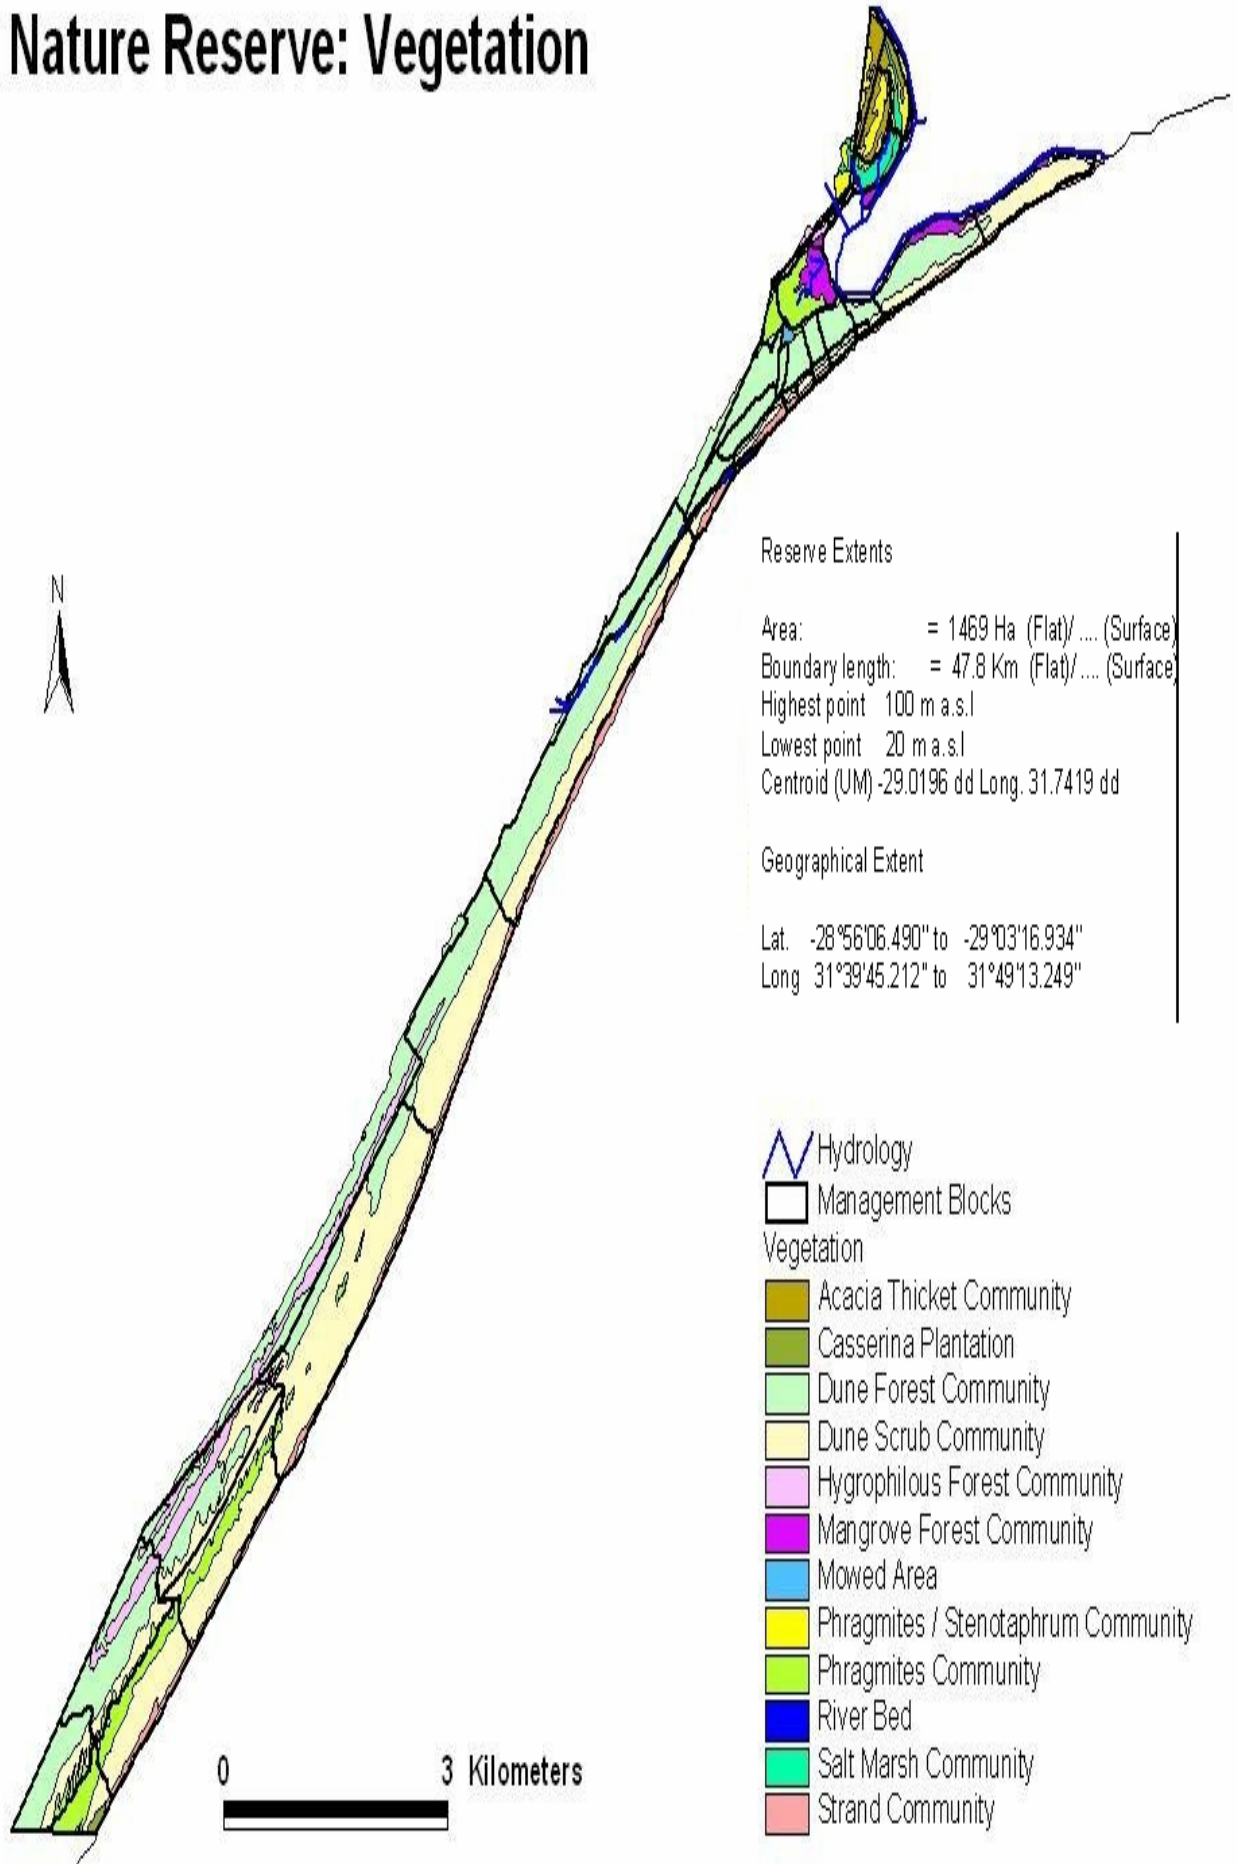 Nature Reserve: Vegetation
N
Reserve Extents
Area: = 1469 Ha (Flat)/ .... (Surface)
Boundary length: = 47.8 Km (Flat)/ .... (Surface)
Highest point 100 m a.s.l
Lowest point 20 m a.s.l
Centroid (UM) -29.0196 dd Long. 31.7419 dd
Geographical Extent
Lat. -28°56'06.490" to -29°03'16.934"
Long 31°39'45.212" to 31°49'13.249"
Hydrology
Management Blocks
Vegetation
Acacia Thicket Community
Casserina Plantation
Dune Forest Community
Dune Scrub Community
Hygrophilous Forest Community
Mangrove Forest Community
Mowed Area
Phragmites / Stenotaphrum Community
Phragmites Community
River Bed
Salt Marsh Community
Strand Community
0 3 Kilometers